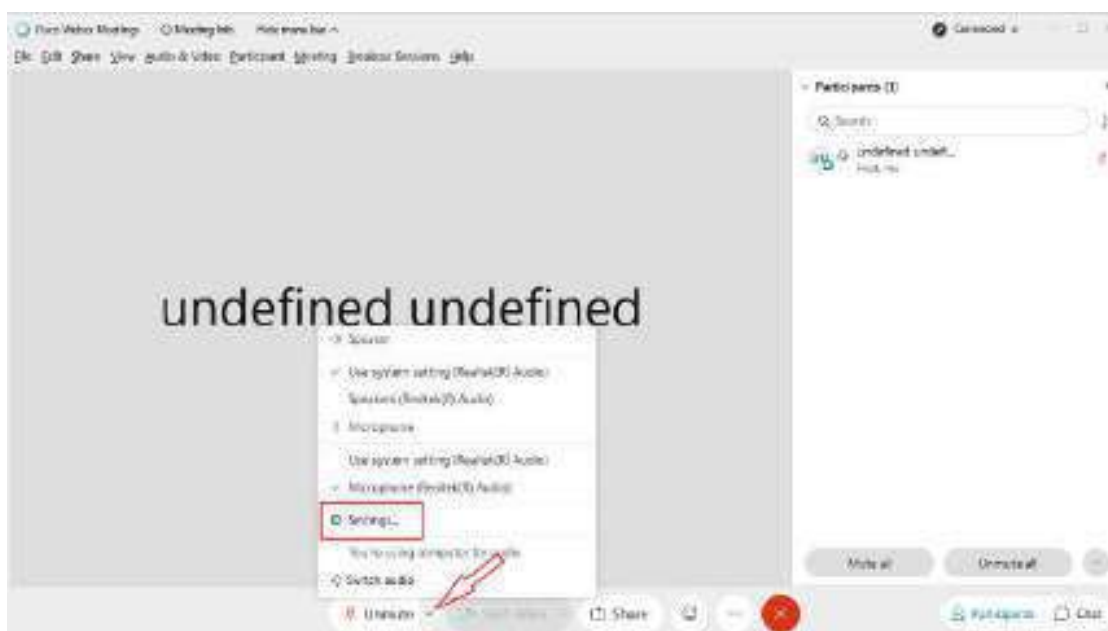 Cisco Webex Meetings Meeting Info Hide menu bar
File Edit Share View Audio & Video Participant Meeting Breakout Sessions Help
Connected
Participants (1)
Search
undefined undef...
Host, me
undefined undefined
Speaker
Use system setting (Realtek(R) Audio)
Speakers (Realtek(R) Audio)
Microphone
Use system setting (Realtek(R) Audio)
Microphone (Realtek(R) Audio)
Settings...
You're using computer for audio
Switch audio
Mute all Unmute all
Unmute Share Participants Chat